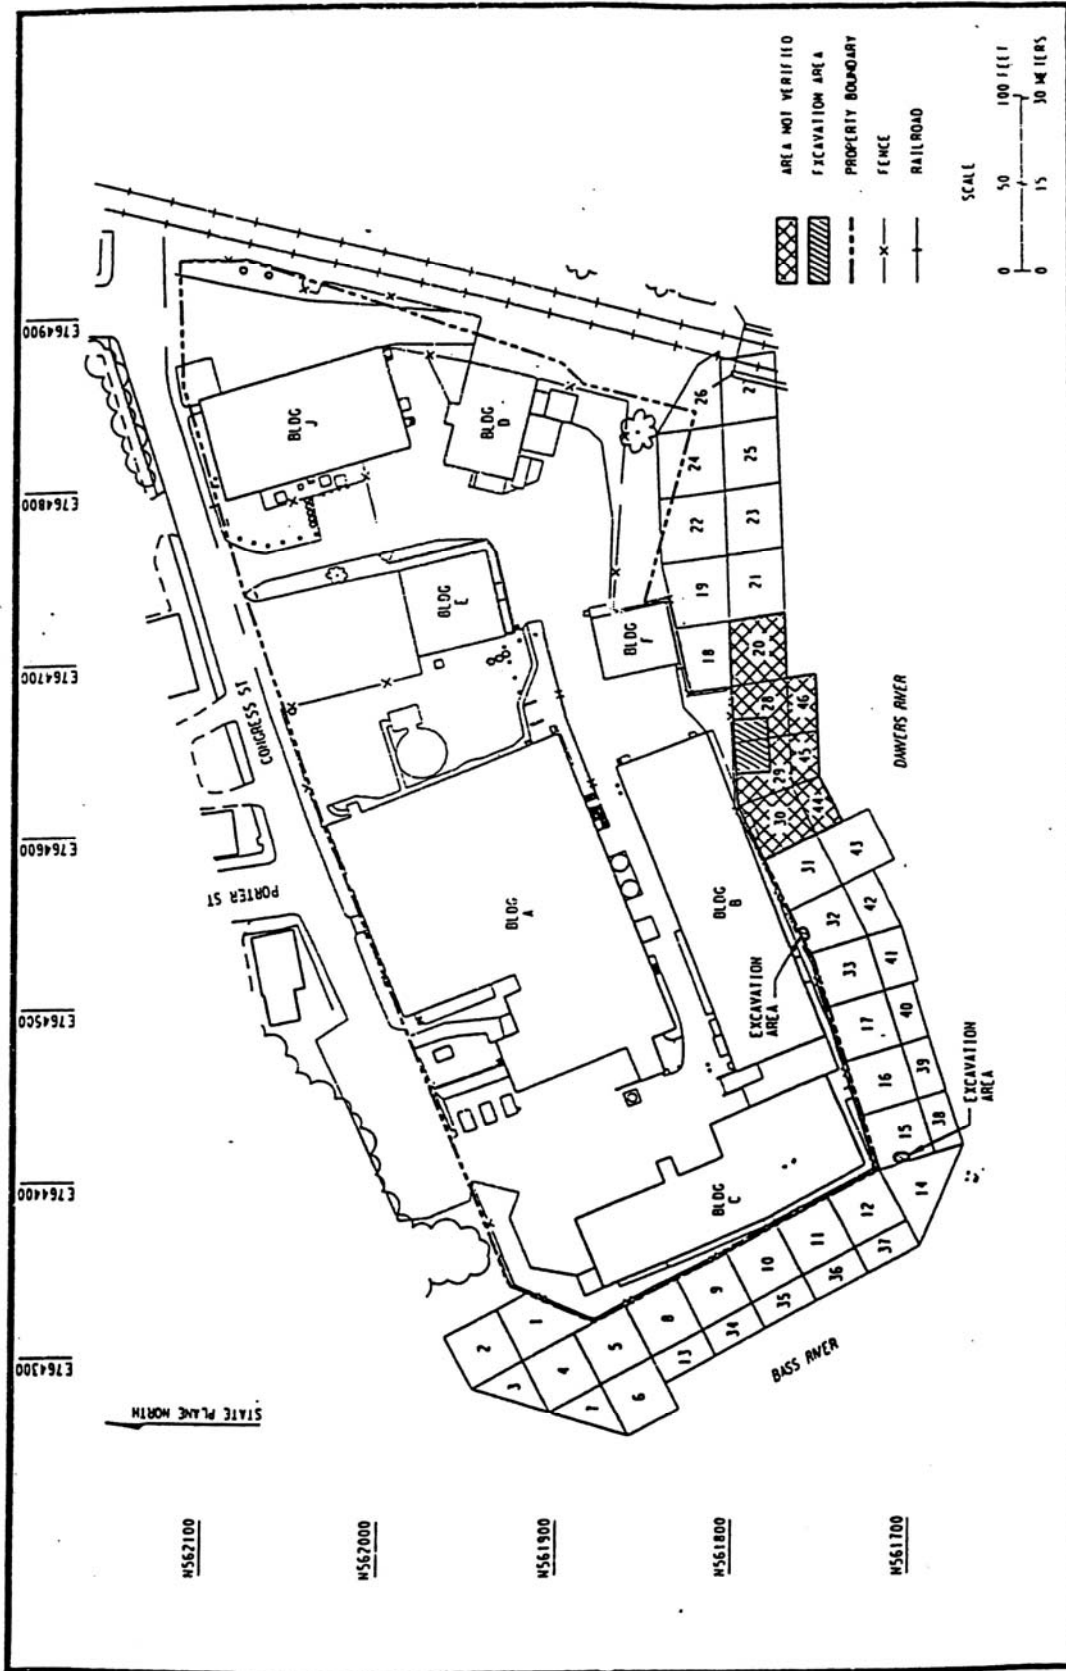 AREA NOT VERIFIED
EXCAVATION AREA
PROPERTY BOUNDARY
FENCE
RAILROAD
SCALE
0 50 100 FEET
0 15 30 METERS
STATE PLANE NORTH
E764300
E764400
E764500
E764600
E764700
E764800
E764900
N562100
N562000
N561900
N561800
N561700
PORTER ST
CONGRESS ST
BLDG
J
BLDG
D
BLDG
E
BLDG
F
BLDG
A
BLDG
B
BLDG
C
EXCAVATION
AREA
EXCAVATION
AREA
BASS RIVER
DANVERS RIVER
1
2
3
4
5
6
7
8
9
10
11
12
13
14
15
16
17
18
19
20
21
22
23
24
25
26
27
28
29
30
31
32
33
34
35
36
37
38
39
40
41
42
43
44
45
46